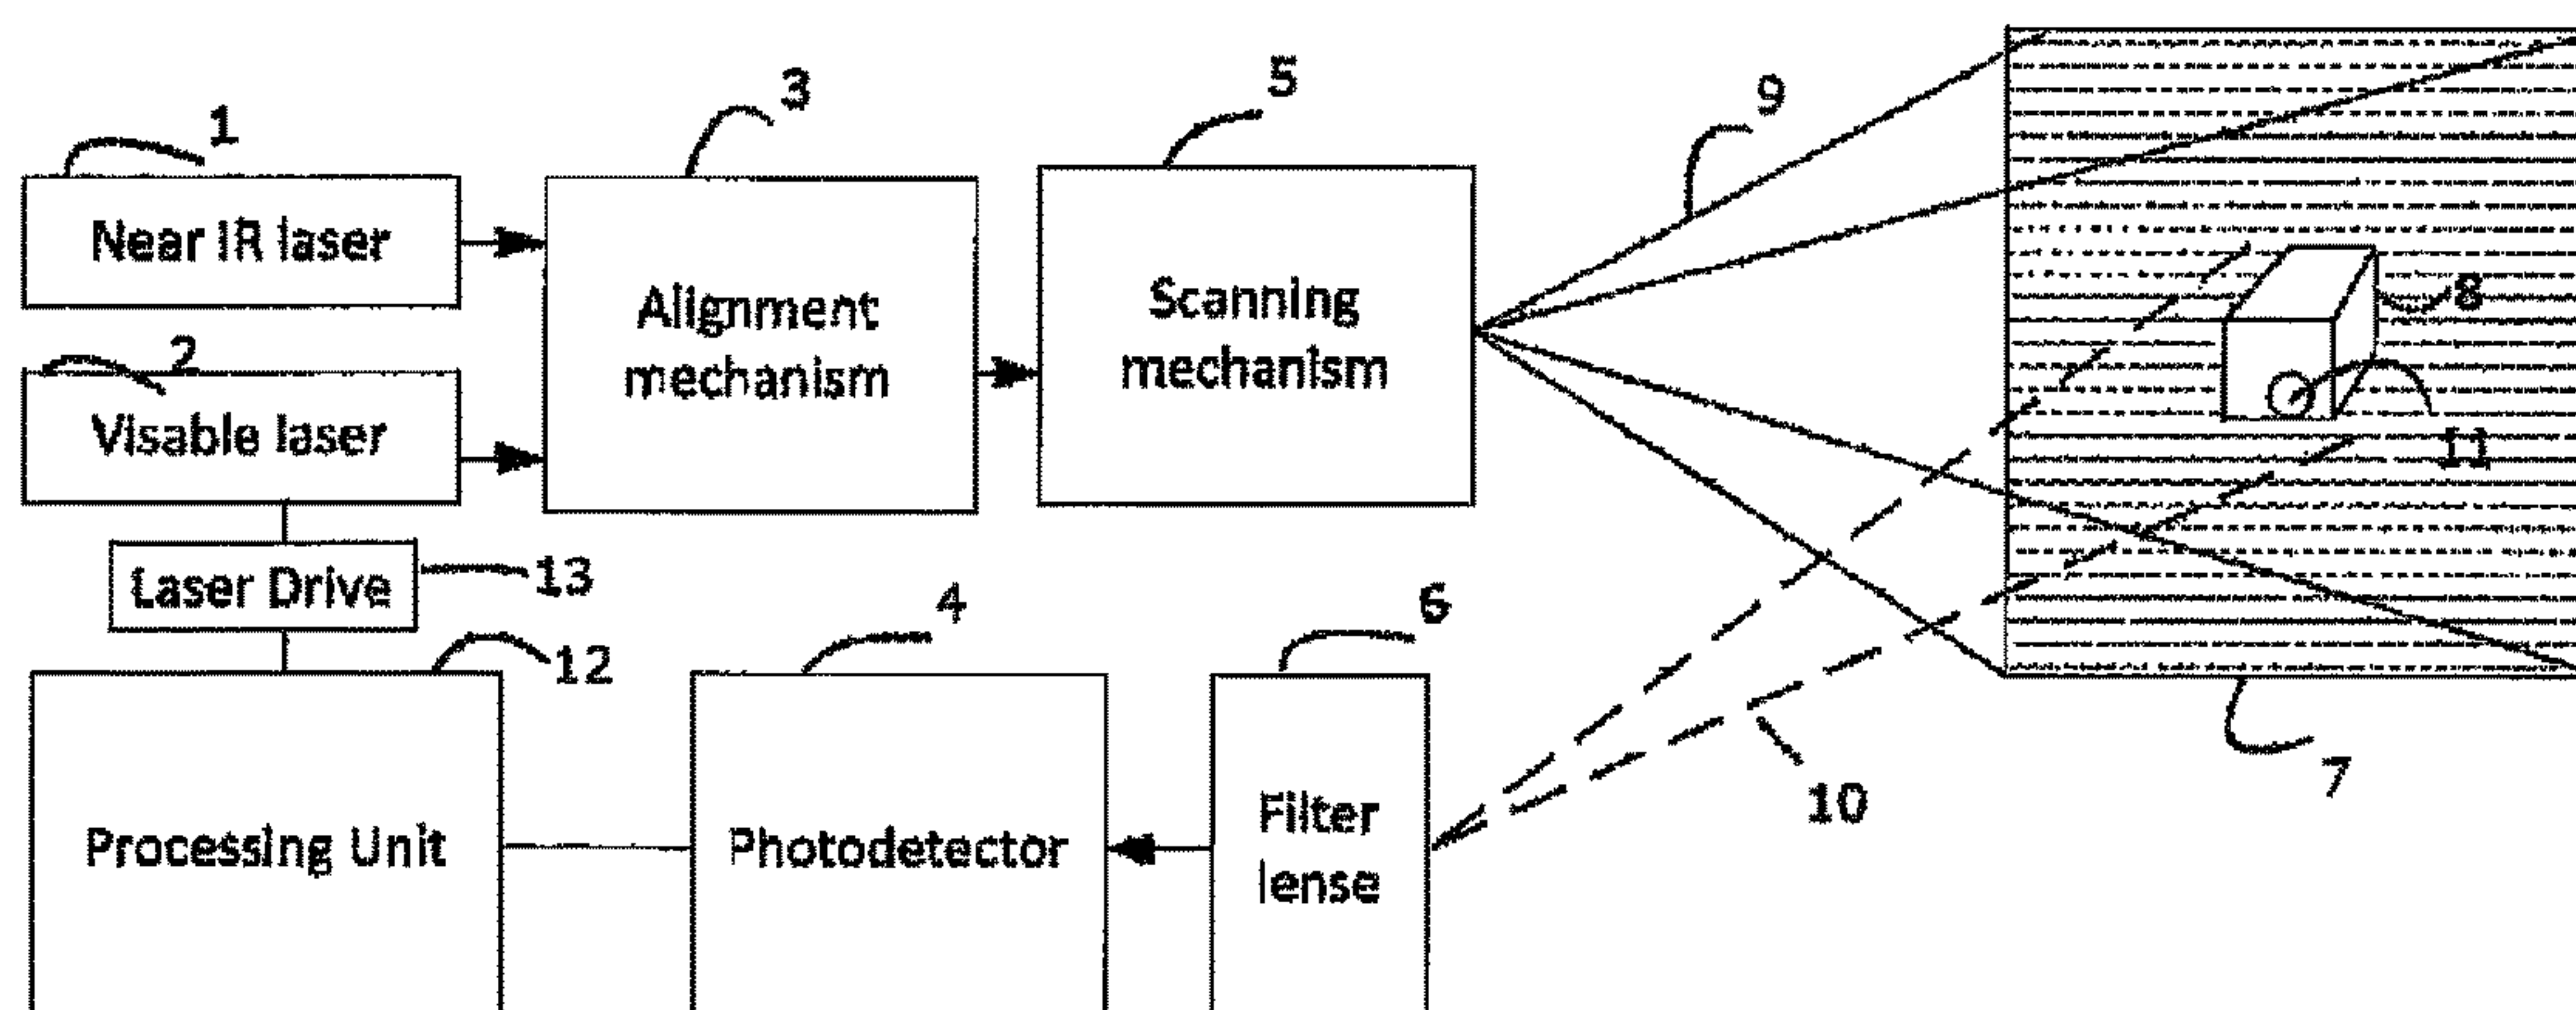 1
Near IR laser
2
Visable laser
3
Alignment
mechanism
5
Scanning
mechanism
9
8
11
7
10
Laser Drive
13
12
Processing Unit
4
Photodetector
6
Filter
lense